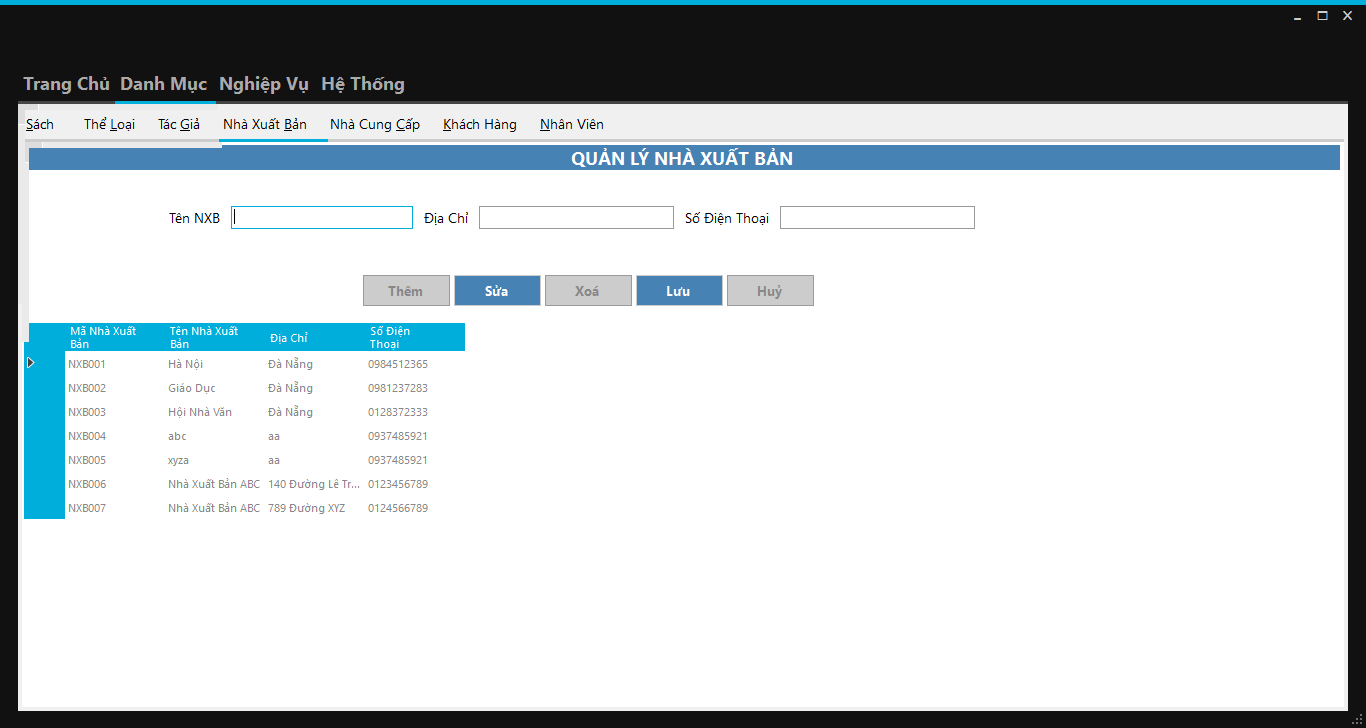 Trang Chủ Danh Mục Nghiệp Vụ Hệ Thống
Sách Thể Loại Tác Giả Nhà Xuất Bản Nhà Cung Cấp Khách Hàng Nhân Viên
QUẢN LÝ NHÀ XUẤT BẢN
Tên NXB Địa Chỉ Số Điện Thoại
Thêm Sửa Xoá Lưu Huỷ
Mã Nhà Xuất Bản Tên Nhà Xuất Bản Địa Chỉ Số Điện Thoại
NXB001 Hà Nội Đà Nẵng 0984512365
NXB002 Giáo Dục Đà Nẵng 0981237283
NXB003 Hội Nhà Văn Đà Nẵng 0128372333
NXB004 abc aa 0937485921
NXB005 xyza aa 0937485921
NXB006 Nhà Xuất Bản ABC 140 Đường Lê Tr... 0123456789
NXB007 Nhà Xuất Bản ABC 789 Đường XYZ 0124566789